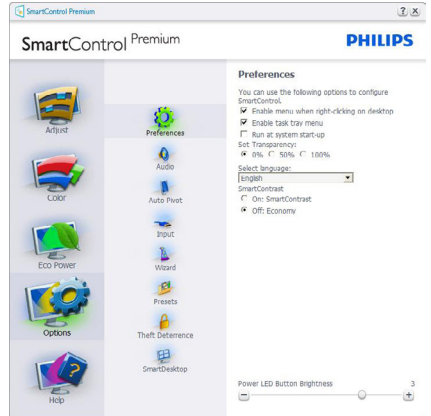 SmartControl Premium
SmartControl Premium
PHILIPS
Adjust
Color
Eco Power
Options
Help
Preferences
Audio
Auto Pivot
Input
Wizard
Presets
Theft Deterrence
SmartDesktop
Preferences
You can use the following options to configure
SmartControl.
Enable menu when right-clicking on desktop
Enable task tray menu
Run at system start-up
Set Transparency:
0% 50% 100%
Select language:
English
SmartContrast
On: SmartContrast
Off: Economy
Power LED Button Brightness 3